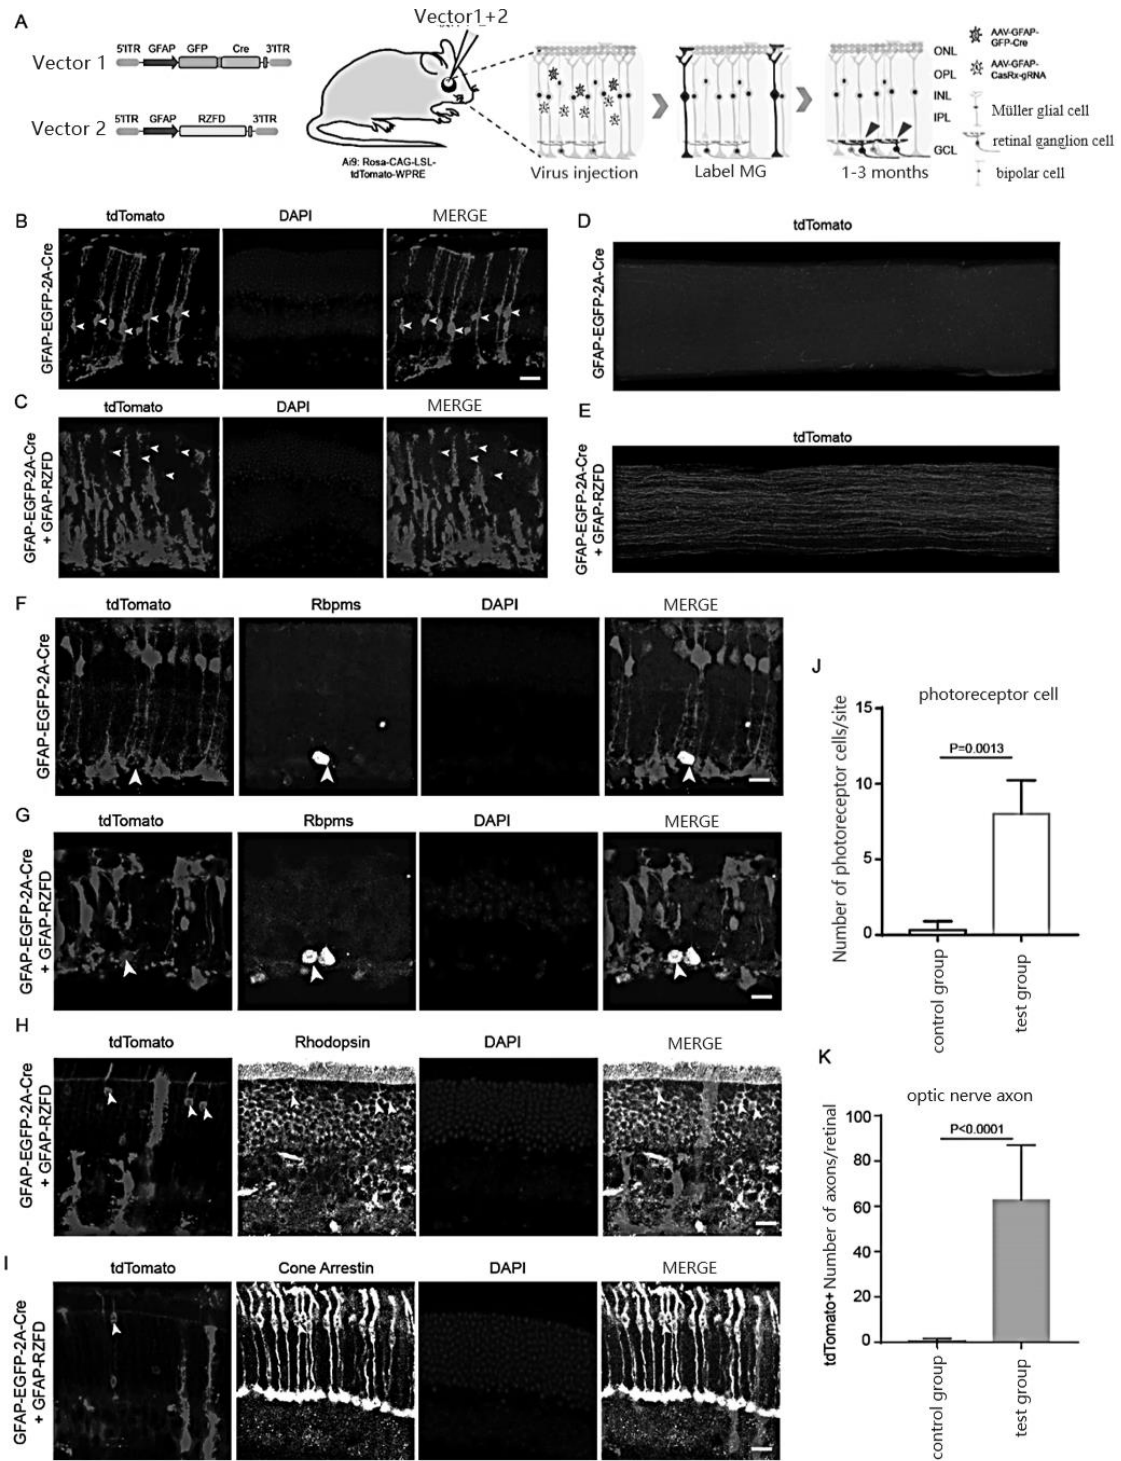 A
Vector1+2
5'ITR GFAP GFP Cre 3'ITR
Vector 1
5'ITR GFAP RZFD 3'ITR
Vector 2
Ai9: Rosa-CAG-LSL-
tdTomato-WPRE
Virus injection
Label MG
1-3 months
ONL
OPL
INL
IPL
GCL
AAV-GFAP-
GFP-Cre
AAV-GFAP-
CasRx-gRNA
Müller glial cell
retinal ganglion cell
bipolar cell
B
tdTomato DAPI MERGE
GFAP-EGFP-2A-Cre
C
tdTomato DAPI MERGE
GFAP-EGFP-2A-Cre
+ GFAP-RZFD
D
tdTomato
GFAP-EGFP-2A-Cre
E
tdTomato
GFAP-EGFP-2A-Cre
+ GFAP-RZFD
F
tdTomato Rbpms DAPI MERGE
GFAP-EGFP-2A-Cre
G
tdTomato Rbpms DAPI MERGE
GFAP-EGFP-2A-Cre
+ GFAP-RZFD
H
tdTomato Rhodopsin DAPI MERGE
GFAP-EGFP-2A-Cre
+ GFAP-RZFD
I
tdTomato Cone Arrestin DAPI MERGE
GFAP-EGFP-2A-Cre
+ GFAP-RZFD
J
photoreceptor cell
Number of photoreceptor cells/site
15
10
5
0
P=0.0013
control group
test group
K
optic nerve axon
tdTomato+ Number of axons/retinal
100
80
60
40
20
0
P<0.0001
control group
test group